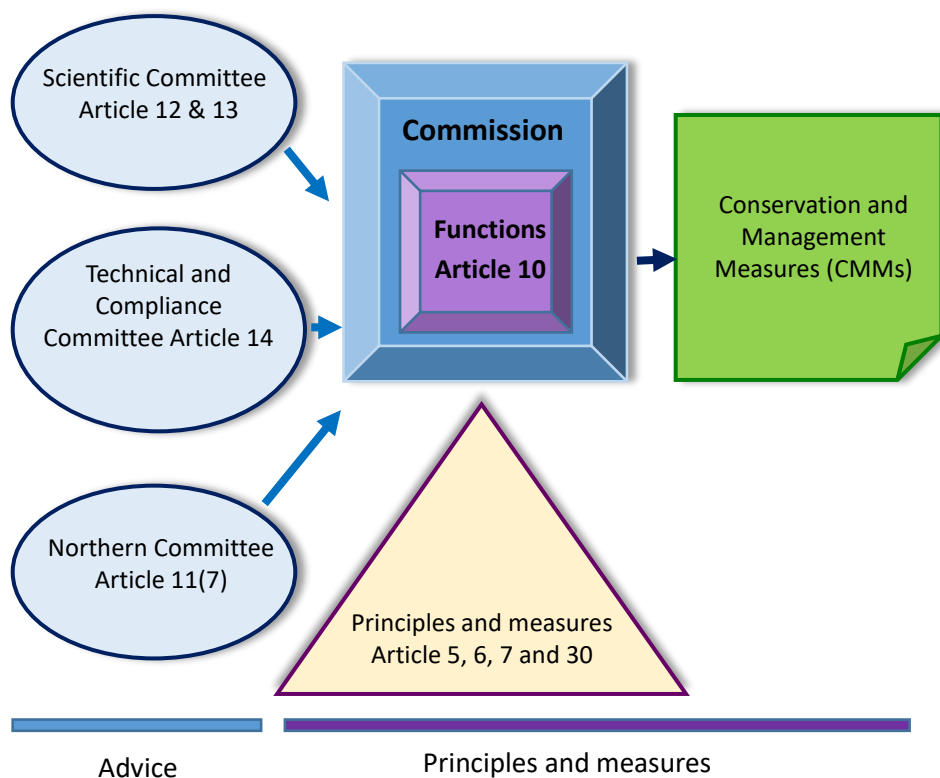 Scientific Committee
Article 12 & 13
Technical and
Compliance
Committee Article 14
Northern Committee
Article 11(7)
Commission
Functions
Article 10
Conservation and
Management
Measures (CMMs)
Principles and measures
Article 5, 6, 7 and 30
Advice
Principles and measures